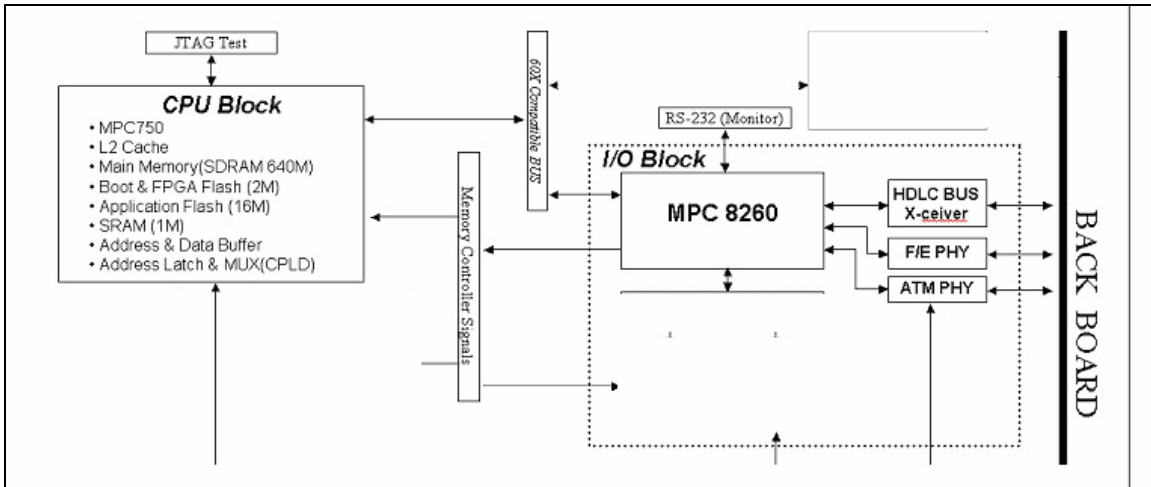 JTAG Test
CPU Block
• MPC750
• L2 Cache
• Main Memory(SDRAM 640M)
• Boot & FPGA Flash (2M)
• Application Flash (16M)
• SRAM (1M)
• Address & Data Buffer
• Address Latch & MUX(CPLD)
Memory Controller Signals
60X Compatible BUS
RS-232 (Monitor)
I/O Block
MPC 8260
HDLC BUS
X-ceiver
F/E PHY
ATM PHY
BACK BOARD